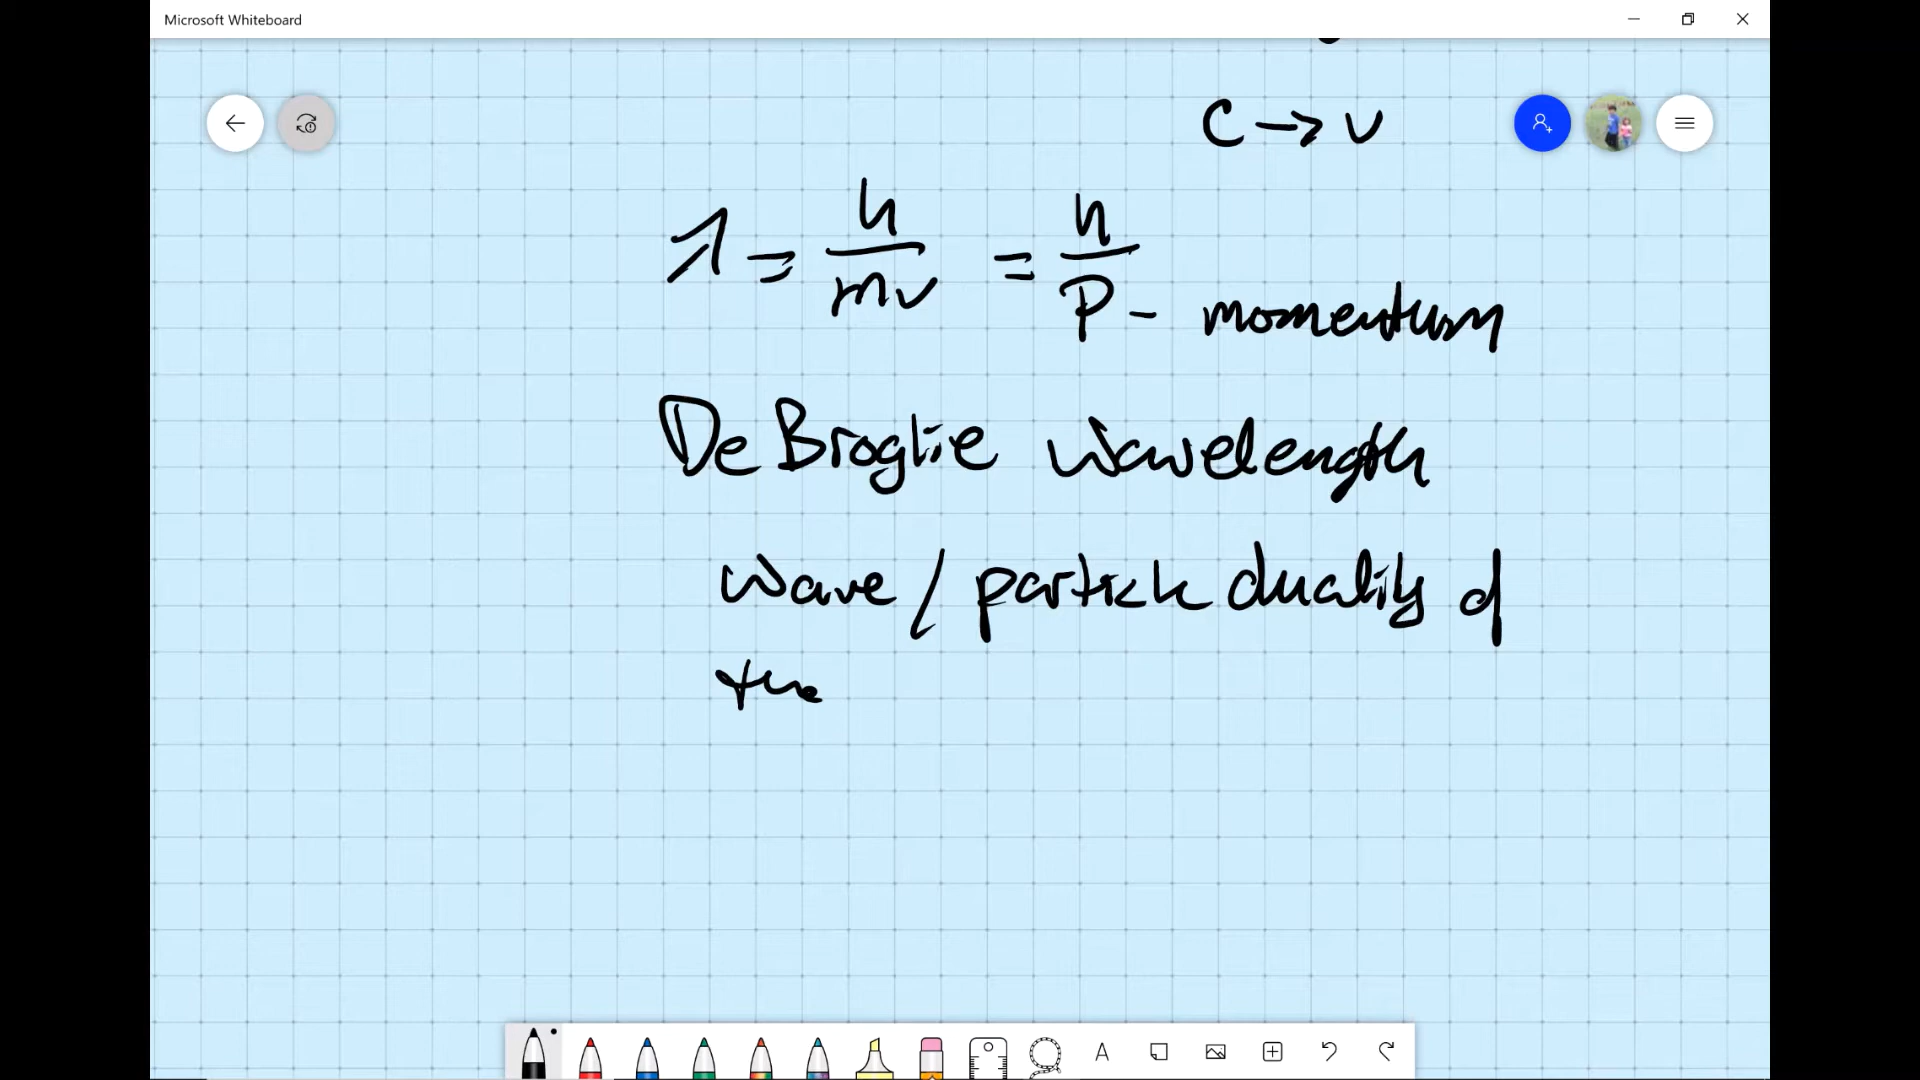 Microsoft Whiteboard
C → v
λ = h/mv = h/P - momentum
De Broglie wavelength
wave / particle duality of
the
A